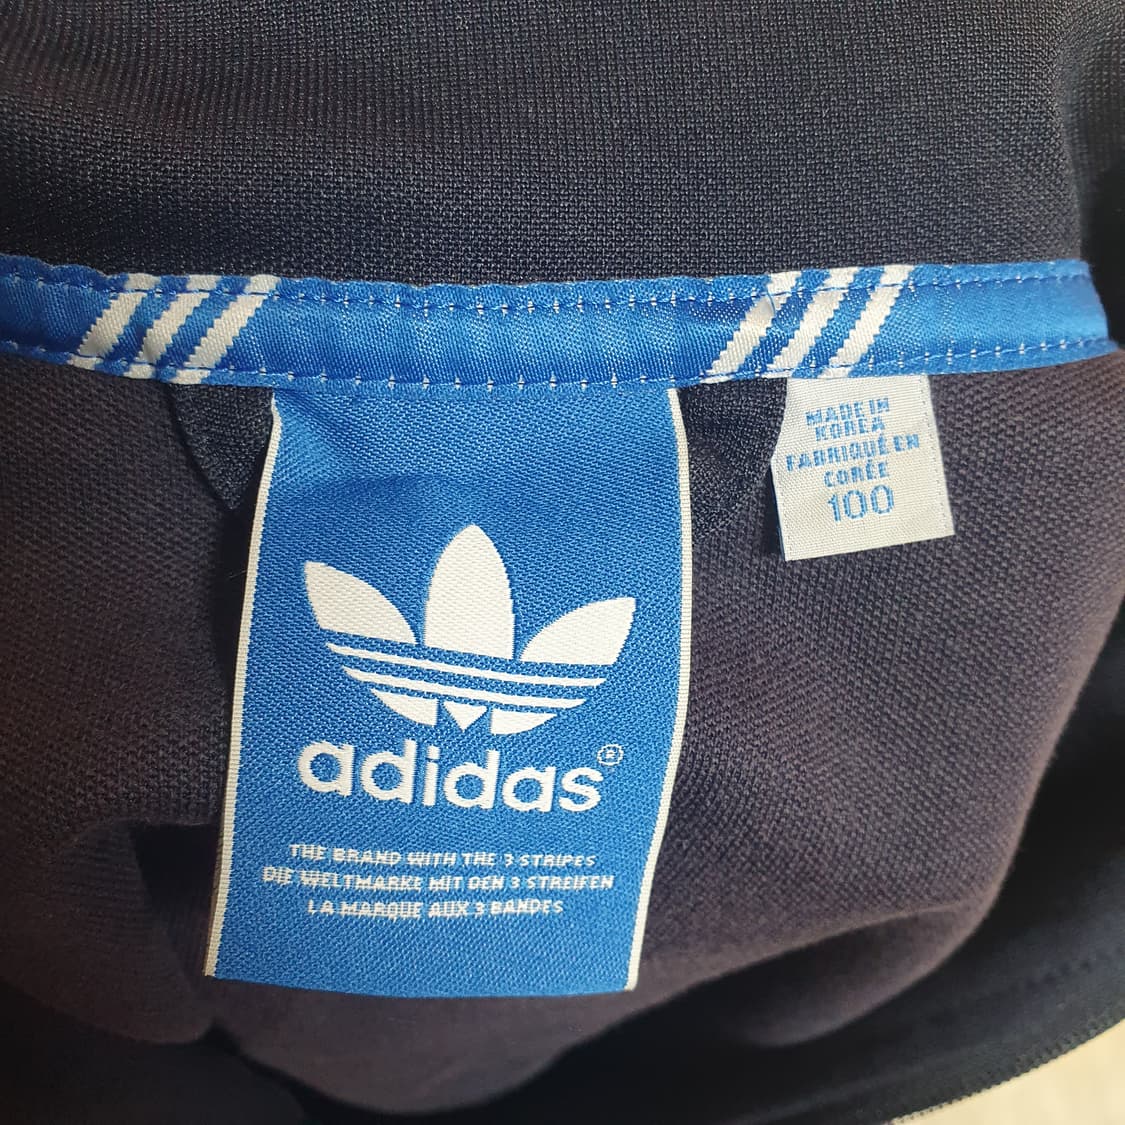 MADE IN
KOREA
FABRIQUÉ EN
CORÉE
100
adidas®
THE BRAND WITH THE 3 STRIPES
DIE WELTMARKE MIT DEN 3 STREIFEN
LA MARQUE AUX 3 BANDES